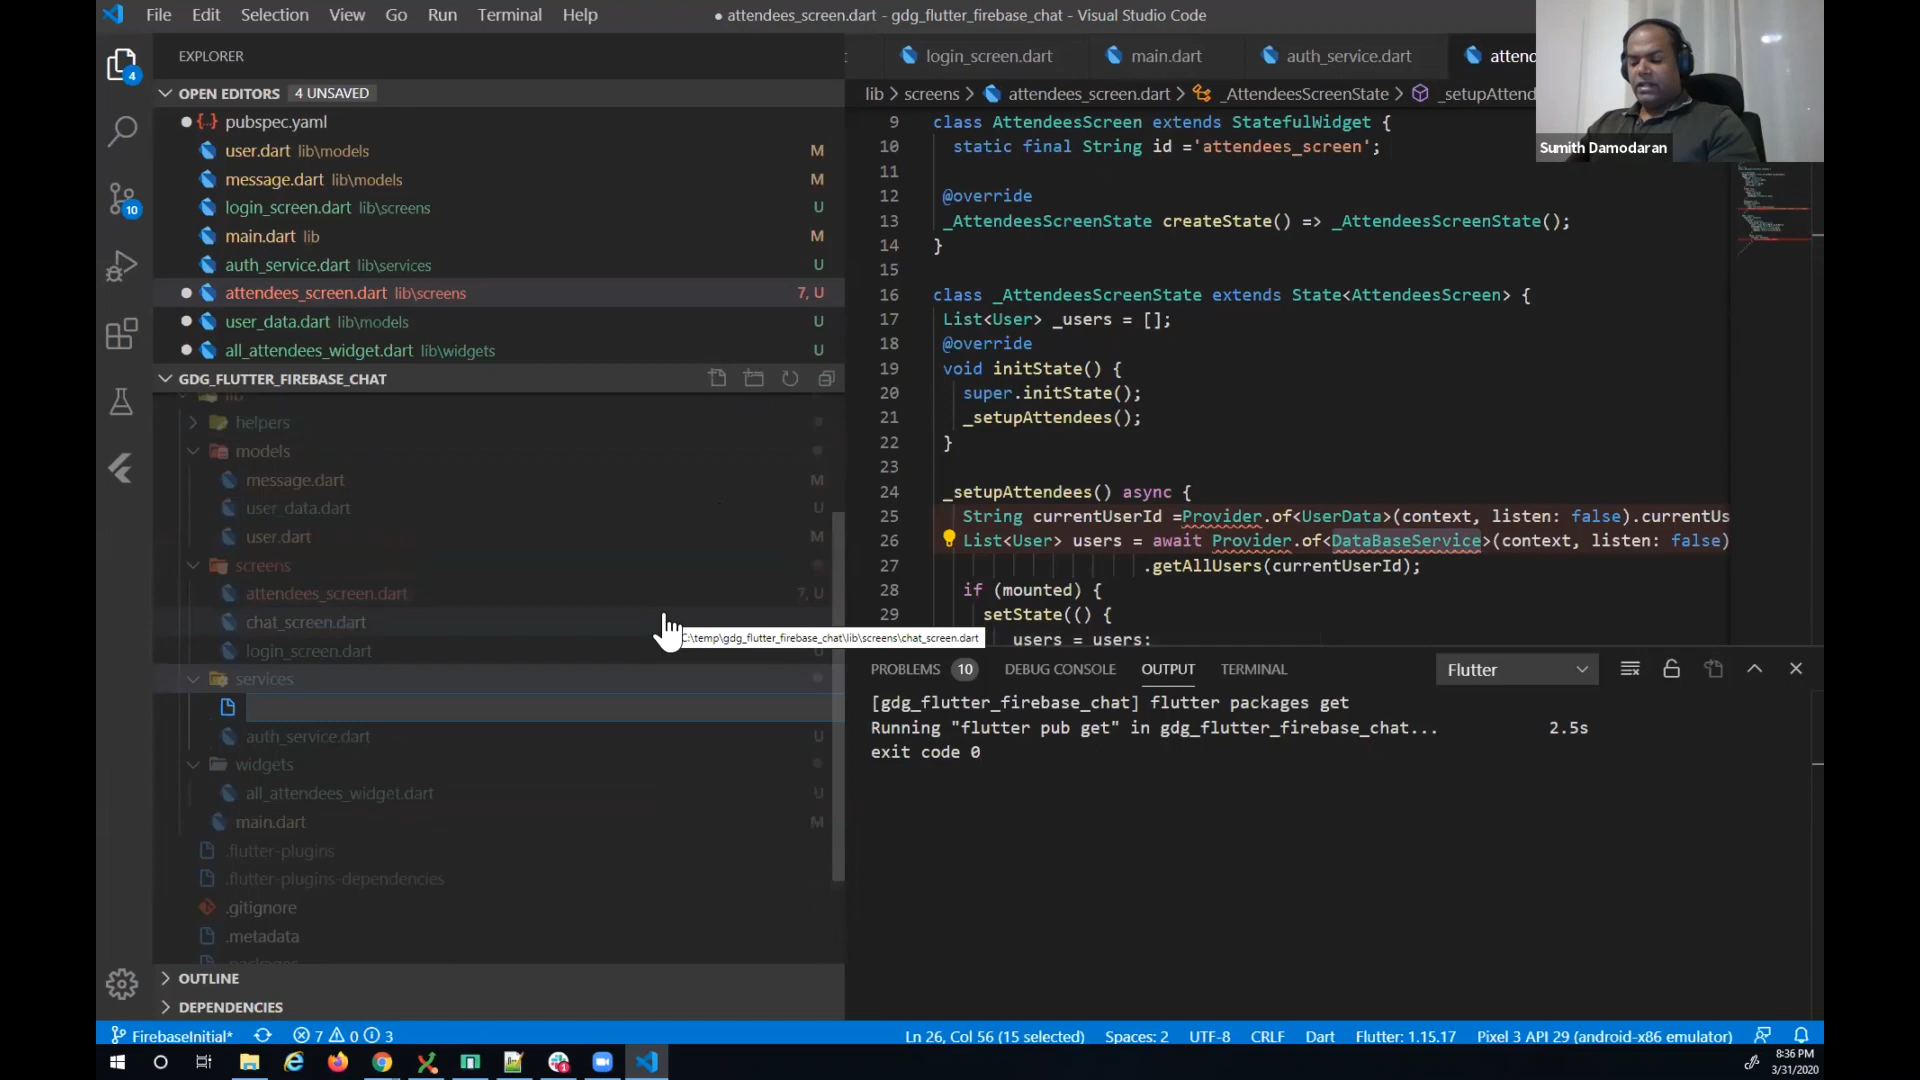 File Edit Selection View Go Run Terminal Help
● attendees_screen.dart - gdg_flutter_firebase_chat - Visual Studio Code
EXPLORER
OPEN EDITORS 4 UNSAVED
pubspec.yaml
user.dart lib\models M
message.dart lib\models M
login_screen.dart lib\screens U
main.dart lib M
auth_service.dart lib\services U
attendees_screen.dart lib\screens 7, U
user_data.dart lib\models U
all_attendees_widget.dart lib\widgets U
GDG_FLUTTER_FIREBASE_CHAT
lib
helpers
models
message.dart M
user_data.dart U
user.dart M
screens
attendees_screen.dart 7, U
chat_screen.dart
login_screen.dart U
services
auth_service.dart U
widgets
all_attendees_widget.dart U
main.dart M
.flutter-plugins
.flutter-plugins-dependencies
.gitignore
.metadata
.packages
OUTLINE
DEPENDENCIES
4
10
login_screen.dart main.dart auth_service.dart attend
lib > screens > attendees_screen.dart > _AttendeesScreenState > _setupAttend
9 class AttendeesScreen extends StatefulWidget {
10 static final String id ='attendees_screen';
11
12 @override
13 _AttendeesScreenState createState() => _AttendeesScreenState();
14 }
15
16 class _AttendeesScreenState extends State<AttendeesScreen> {
17 List<User> _users = [];
18 @override
19 void initState() {
20 super.initState();
21 _setupAttendees();
22 }
23
24 _setupAttendees() async {
25 String currentUserId =Provider.of<UserData>(context, listen: false).currentUs
26 List<User> users = await Provider.of<DataBaseService>(context, listen: false)
27 .getAllUsers(currentUserId);
28 if (mounted) {
29 setState(() {
users = users;
C:\temp\gdg_flutter_firebase_chat\lib\screens\chat_screen.dart
Sumith Damodaran
PROBLEMS 10 DEBUG CONSOLE OUTPUT TERMINAL Flutter
[gdg_flutter_firebase_chat] flutter packages get
Running "flutter pub get" in gdg_flutter_firebase_chat... 2.5s
exit code 0
FirebaseInitial* 7 0 3 Ln 26, Col 56 (15 selected) Spaces: 2 UTF-8 CRLF Dart Flutter: 1.15.17 Pixel 3 API 29 (android-x86 emulator)
8:36 PM
3/31/2020